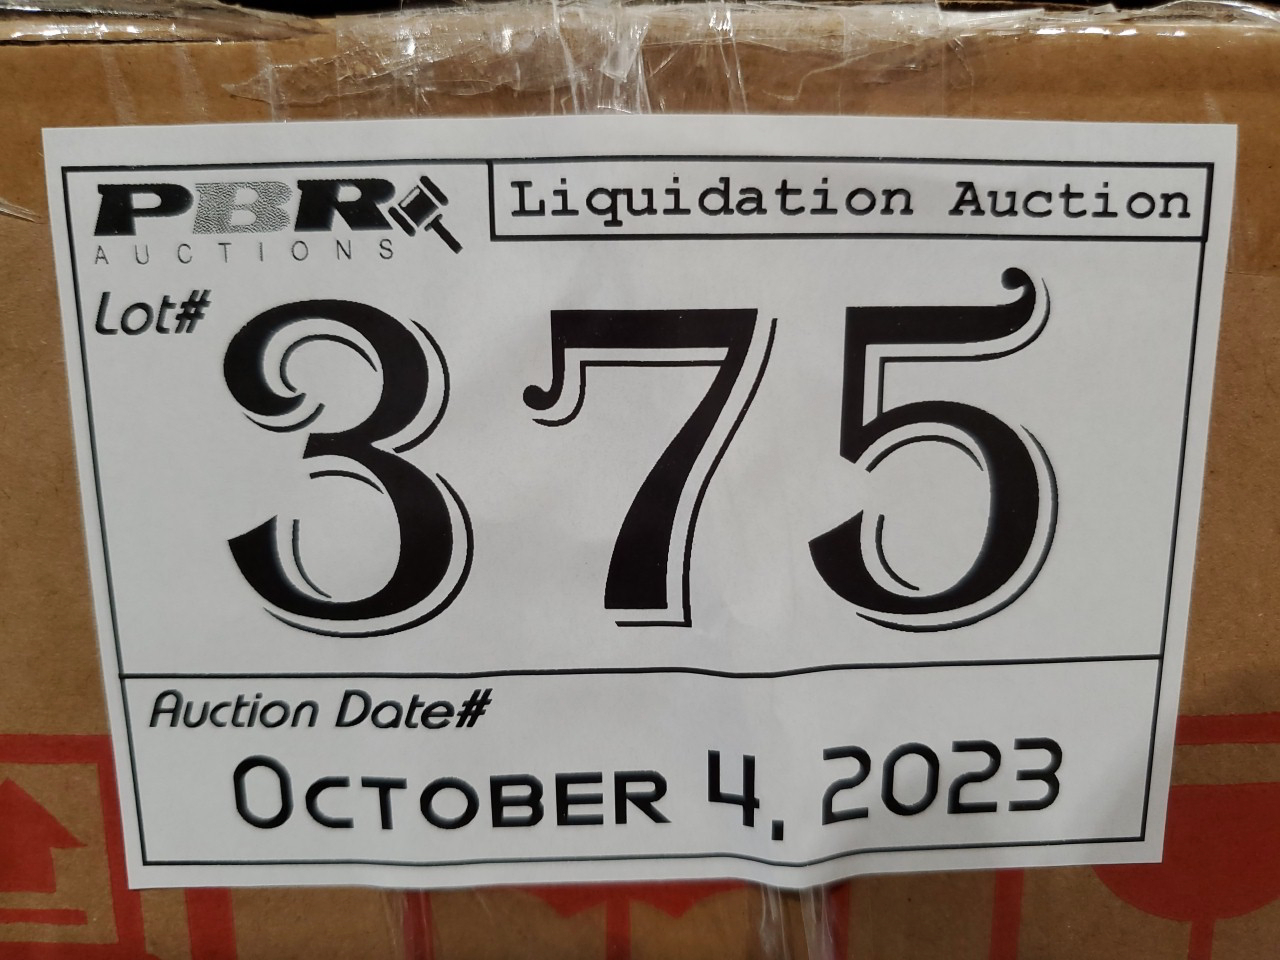 PBR
AUCTIONS
Liquidation Auction
Lot#
375
Auction Date#
OCTOBER 4, 2023